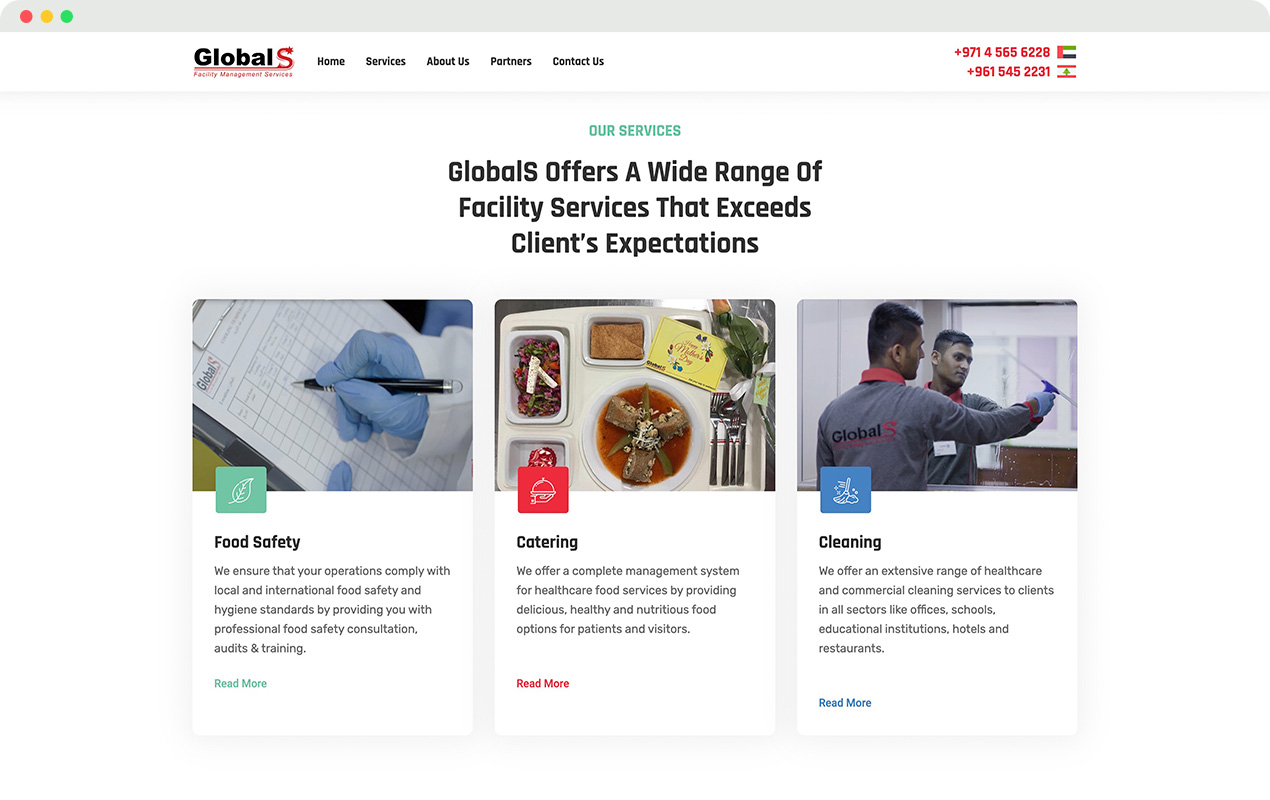 GlobalS
Facility Management Services
Home Services About Us Partners Contact Us
+971 4 565 6228
+961 545 2231
OUR SERVICES
GlobalS Offers A Wide Range Of
Facility Services That Exceeds
Client’s Expectations
GlobalS
Happy
Mother's
Day
GlobalS
GlobalS
Food Safety
We ensure that your operations comply with
local and international food safety and
hygiene standards by providing you with
professional food safety consultation,
audits & training.
Read More
Catering
We offer a complete management system
for healthcare food services by providing
delicious, healthy and nutritious food
options for patients and visitors.
Read More
Cleaning
We offer an extensive range of healthcare
and commercial cleaning services to clients
in all sectors like offices, schools,
educational institutions, hotels and
restaurants.
Read More